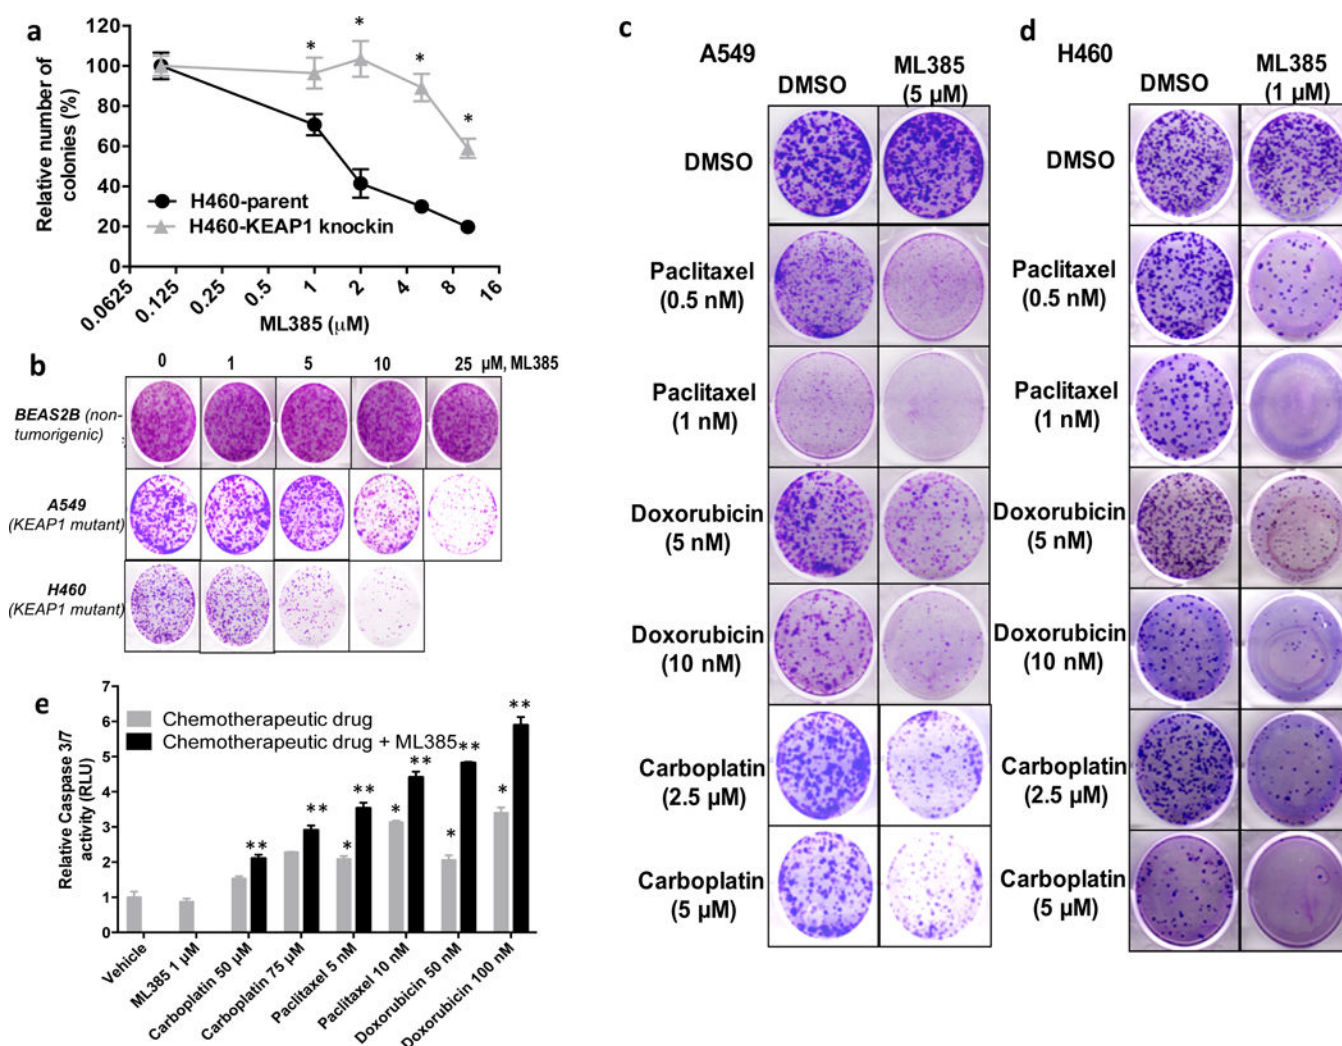 a
120
100
80
60
40
20
0
Relative number of
colonies (%)
*
*
*
*
H460-parent
H460-KEAP1 knockin
0.0625
0.125
0.25
0.5
1
2
4
8
16
ML385 (μM)
b
0 1 5 10 25 μM, ML385
BEAS2B (non-
tumorigenic)
A549
(KEAP1 mutant)
H460
(KEAP1 mutant)
c
A549
DMSO
ML385
(5 μM)
DMSO
Paclitaxel
(0.5 nM)
Paclitaxel
(1 nM)
Doxorubicin
(5 nM)
Doxorubicin
(10 nM)
Carboplatin
(2.5 μM)
Carboplatin
(5 μM)
d
H460
DMSO
ML385
(1 μM)
DMSO
Paclitaxel
(0.5 nM)
Paclitaxel
(1 nM)
Doxorubicin
(5 nM)
Doxorubicin
(10 nM)
Carboplatin
(2.5 μM)
Carboplatin
(5 μM)
e
7
6
5
4
3
2
1
0
Relative Caspase 3/7
activity (RLU)
Chemotherapeutic drug
Chemotherapeutic drug + ML385
**
**
*
**
*
**
*
**
*
**
Vehicle
ML385 1 μM
Carboplatin 50 μM
Carboplatin 75 μM
Paclitaxel 5 nM
Paclitaxel 10 nM
Doxorubicin 50 nM
Doxorubicin 100 nM